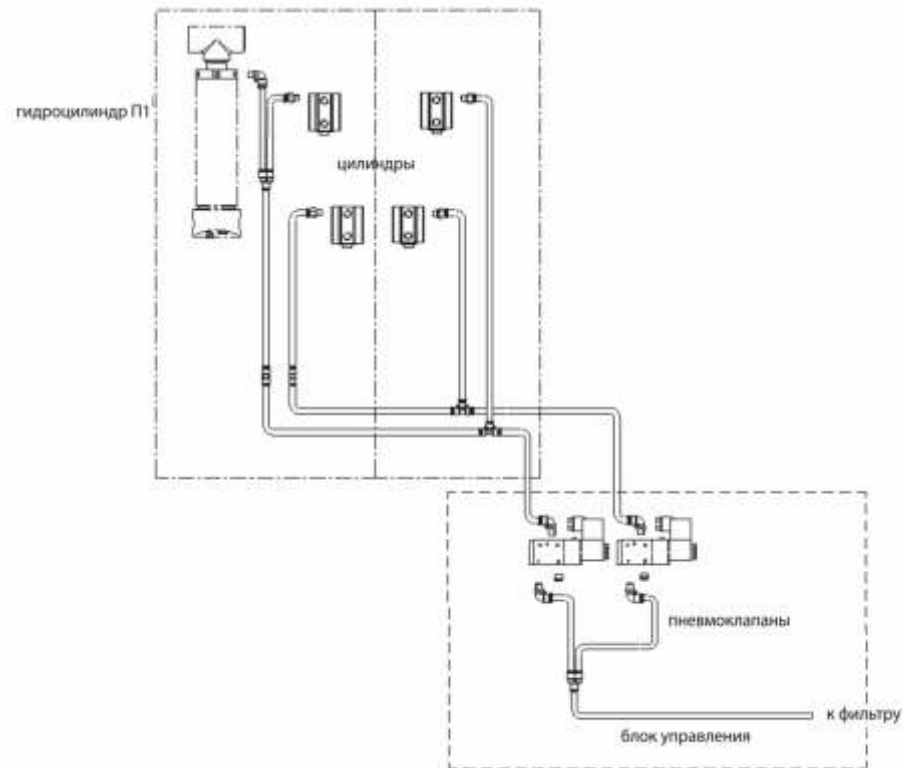 гидроцилиндр П1
цилиндры
пневмоклапаны
к фильтру
блок управления